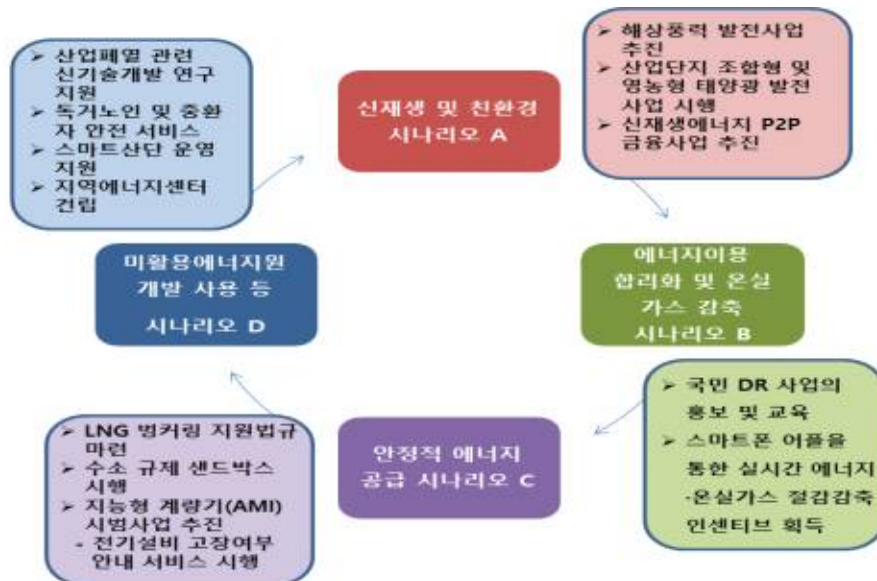 ➢ 산업폐열 관련
신기술개발 연구
지원
➢ 독거노인 및 중환
자 안전 서비스
➢ 스마트산단 운영
지원
➢ 지역에너지센터
건립
신재생 및 친환경
시나리오 A
➢ 해상풍력 발전사업
추진
➢ 산업단지 조합형 및
영농형 태양광 발전
사업 시행
➢ 신재생에너지 P2P
금융사업 추진
미활용에너지원
개발 사용 등
시나리오 D
에너지이용
합리화 및 온실
가스 감축
시나리오 B
➢ LNG 벙커링 지원법규
마련
➢ 수소 규제 샌드박스
시행
➢ 지능형 계량기(AMI)
시범사업 추진
- 전기설비 고장여부
안내 서비스 시행
안정적 에너지
공급 시나리오 C
➢ 국민 DR 사업의
홍보 및 교육
➢ 스마트폰 어플을
통한 실시간 에너지
-온실가스 절감감축
인센티브 획득